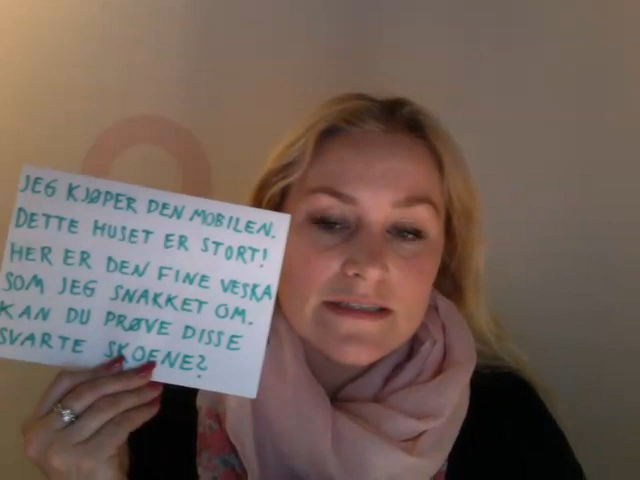 JEG KJØPER DEN MOBILEN.
DETTE HUSET ER STORT!
HER ER DEN FINE VESKA
SOM JEG SNAKKET OM.
KAN DU PRØVE DISSE
SVARTE SKOENE?